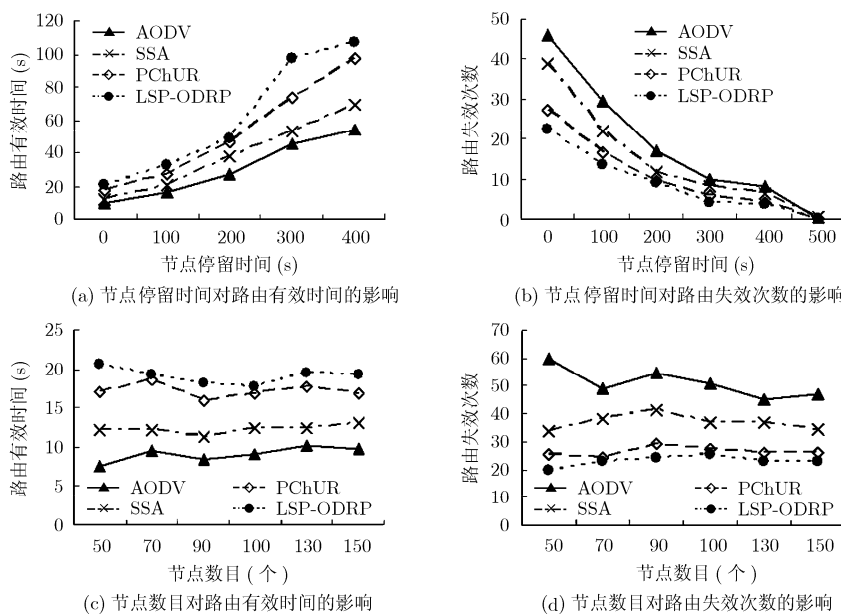 路由有效时间 (s)
120
100
80
60
40
20
0
AODV
SSA
PChUR
LSP-ODRP
0 100 200 300 400
节点停留时间 (s)
(a) 节点停留时间对路由有效时间的影响
路由失效次数
50
40
30
20
10
0
AODV
SSA
PChUR
LSP-ODRP
0 100 200 300 400 500
节点停留时间 (s)
(b) 节点停留时间对路由失效次数的影响
路由有效时间 (s)
25
20
15
10
5
0
AODV PChUR
SSA LSP-ODRP
50 70 90 100 130 150
节点数目 ( 个 )
(c) 节点数目对路由有效时间的影响
路由失效次数
70
60
50
40
30
20
10
0
AODV PChUR
SSA LSP-ODRP
50 70 90 100 130 150
节点数目 ( 个 )
(d) 节点数目对路由失效次数的影响